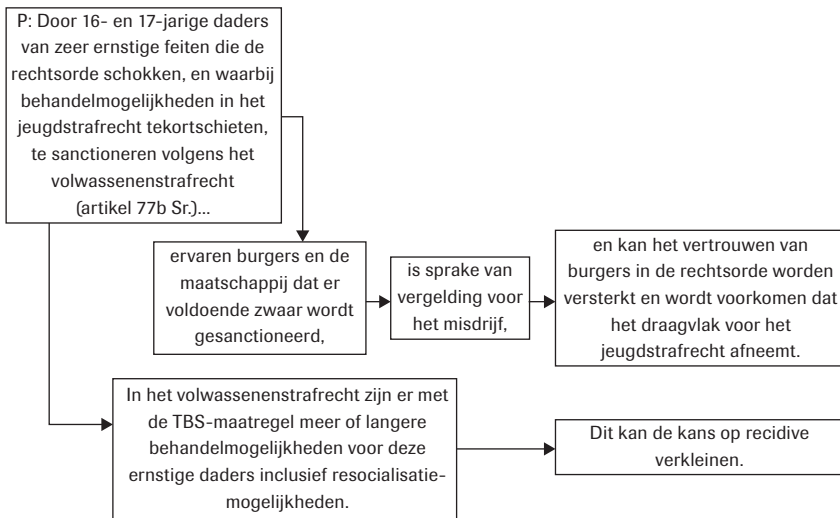 P: Door 16- en 17-jarige daders
van zeer ernstige feiten die de
rechtsorde schokken, en waarbij
behandelmogelijkheden in het
jeugdstrafrecht tekortschieten,
te sanctioneren volgens het
volwassenenstrafrecht
(artikel 77b Sr.)...
ervaren burgers en de
maatschappij dat er
voldoende zwaar wordt
gesanctioneerd,
is sprake van
vergelding voor
het misdrijf,
en kan het vertrouwen van
burgers in de rechtsorde worden
versterkt en wordt voorkomen dat
het draagvlak voor het
jeugdstrafrecht afneemt.
In het volwassenenstrafrecht zijn er met
de TBS-maatregel meer of langere
behandelmogelijkheden voor deze
ernstige daders inclusief resocialisatie-
mogelijkheden.
Dit kan de kans op recidive
verkleinen.